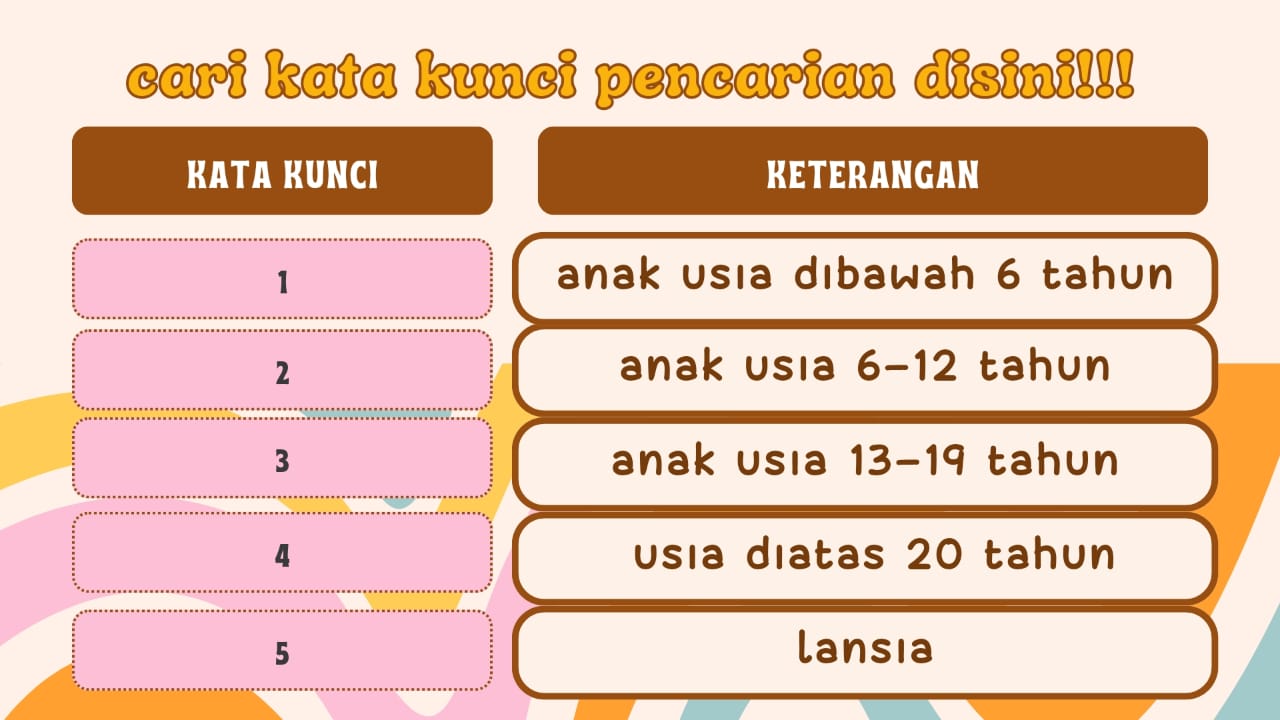 cari kata kunci pencarian disini!!!
KATA KUNCI KETERANGAN
1 anak usia dibawah 6 tahun
2 anak usia 6-12 tahun
3 anak usia 13-19 tahun
4 usia diatas 20 tahun
5 lansia